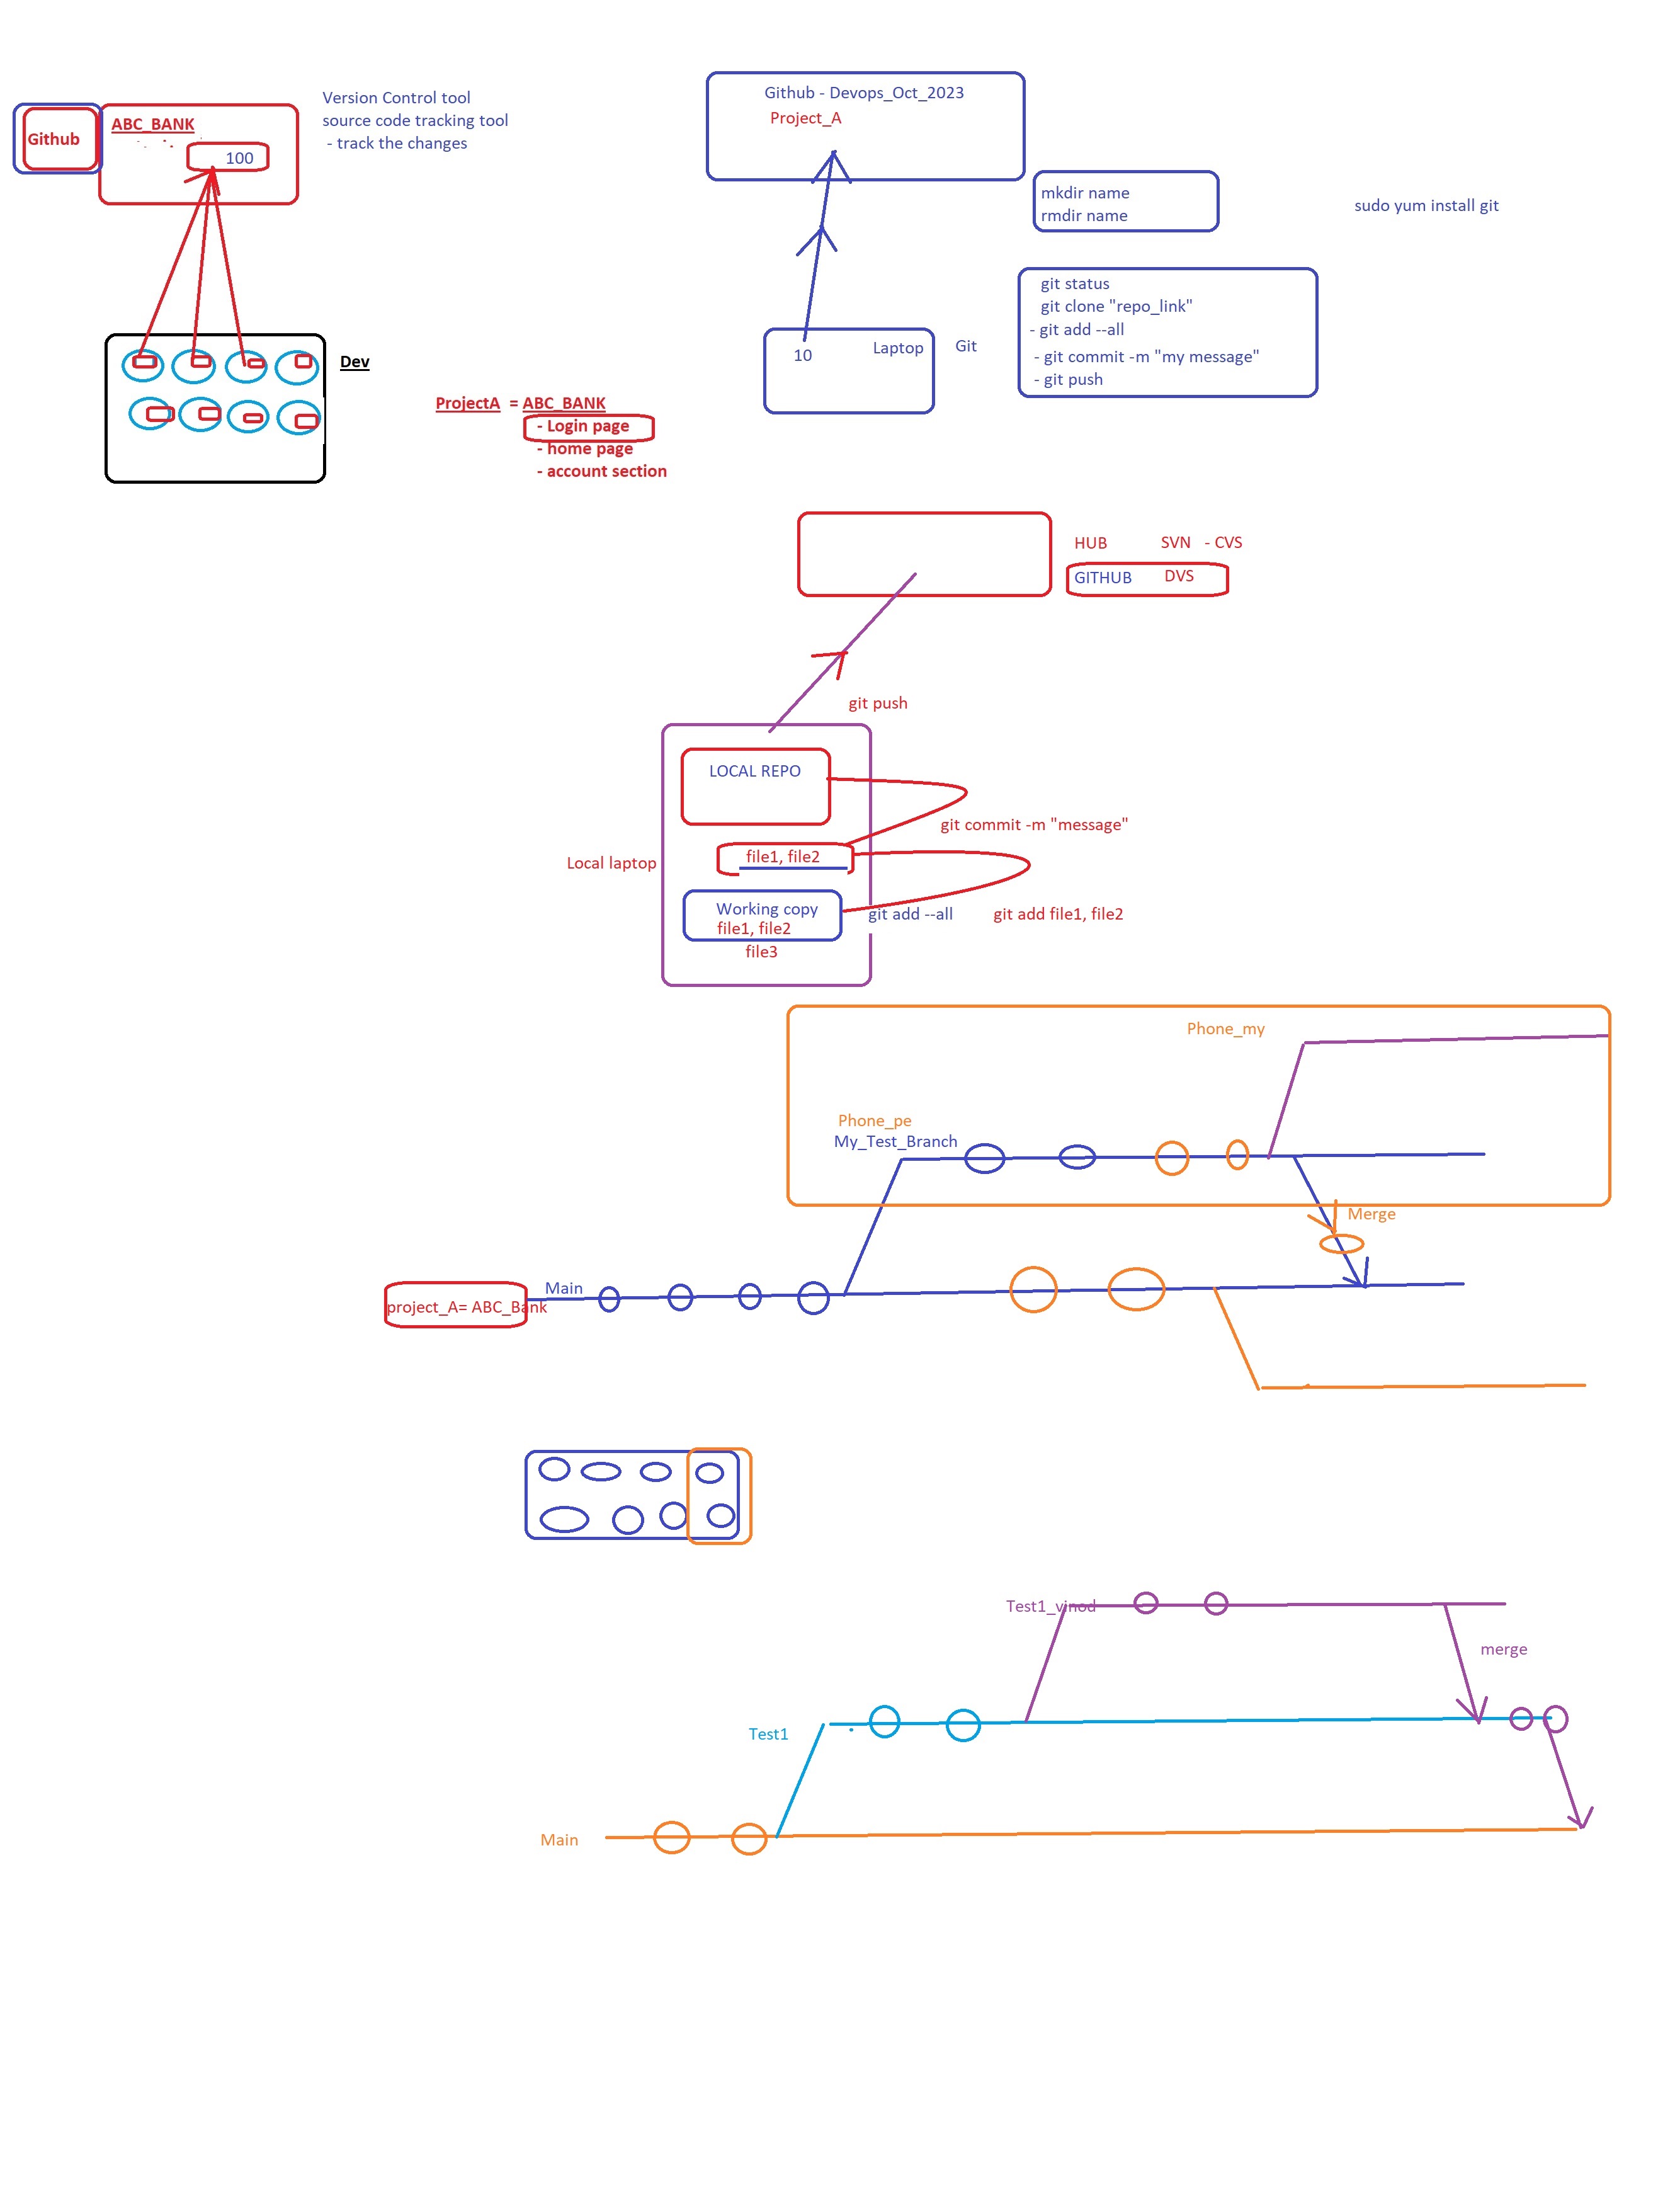 Github
ABC_BANK
100
Version Control tool
source code tracking tool
- track the changes
Dev
ProjectA = ABC_BANK
- Login page
- home page
- account section
Github - Devops_Oct_2023
Project_A
10
Laptop
Git
mkdir name
rmdir name
sudo yum install git
git status
git clone "repo_link"
- git add --all
- git commit -m "my message"
- git push
HUB SVN - CVS
GITHUB DVS
git push
LOCAL REPO
git commit -m "message"
file1, file2
Local laptop
Working copy
file1, file2
file3
git add --all
git add file1, file2
Phone_my
Phone_pe
My_Test_Branch
Merge
Main
project_A= ABC_Bank
Test1_vinod
merge
Test1
Main